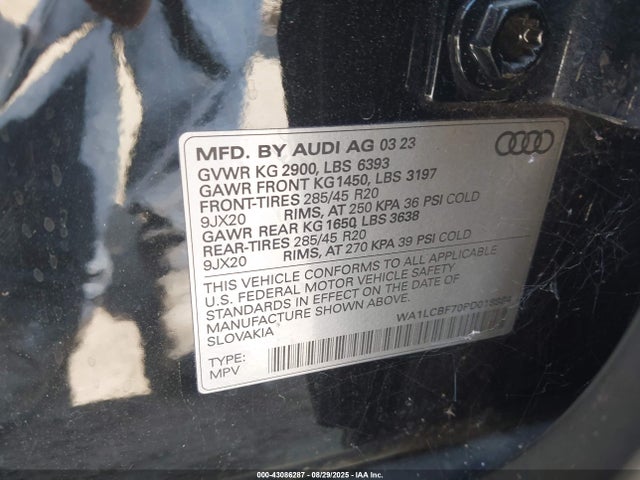 MFD. BY AUDI AG 03 23
GVWR KG 2900, LBS 6393
GAWR FRONT KG1450, LBS 3197
FRONT-TIRES 285/45 R20
9JX20 RIMS, AT 250 KPA 36 PSI COLD
GAWR REAR KG 1650, LBS 3638
REAR-TIRES 285/45 R20
9JX20 RIMS, AT 270 KPA 39 PSI COLD
THIS VEHICLE CONFORMS TO ALL APPLICABLE
U.S. FEDERAL MOTOR VEHICLE SAFETY
STANDARDS IN EFFECT ON THE DATE OF
MANUFACTURE SHOWN ABOVE.
SLOVAKIA
TYPE:
MPV
00-43086287 - 08/29/2025 - IAA Inc.